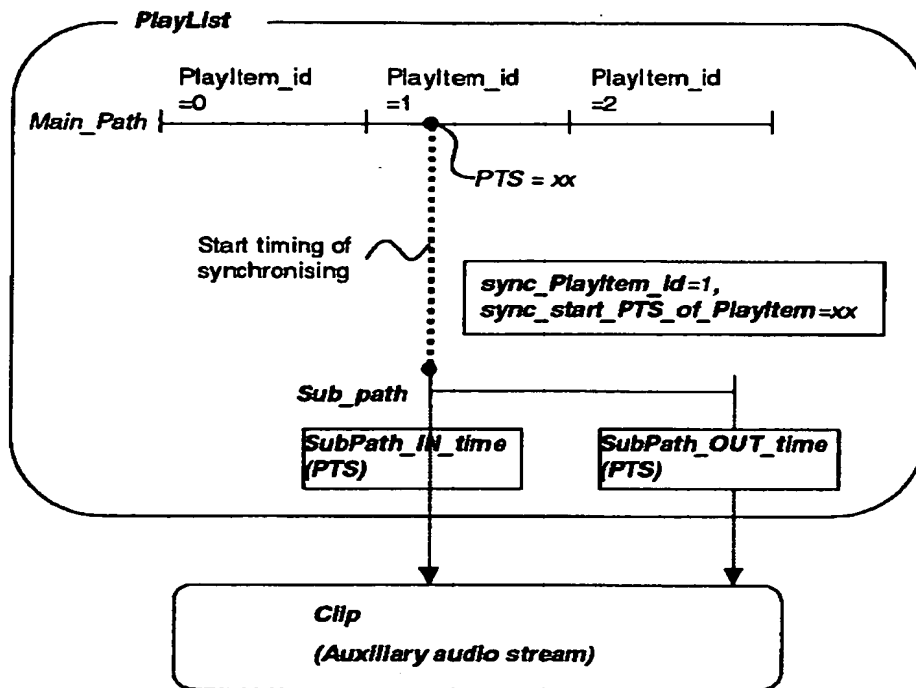 PlayList
PlayItem_id
=0
PlayItem_id
=1
PlayItem_id
=2
Main_Path
PTS = xx
Start timing of
synchronising
sync_PlayItem_id=1,
sync_start_PTS_of_PlayItem=xx
Sub_path
SubPath_IN_time
(PTS)
SubPath_OUT_time
(PTS)
Clip
(Auxiliary audio stream)